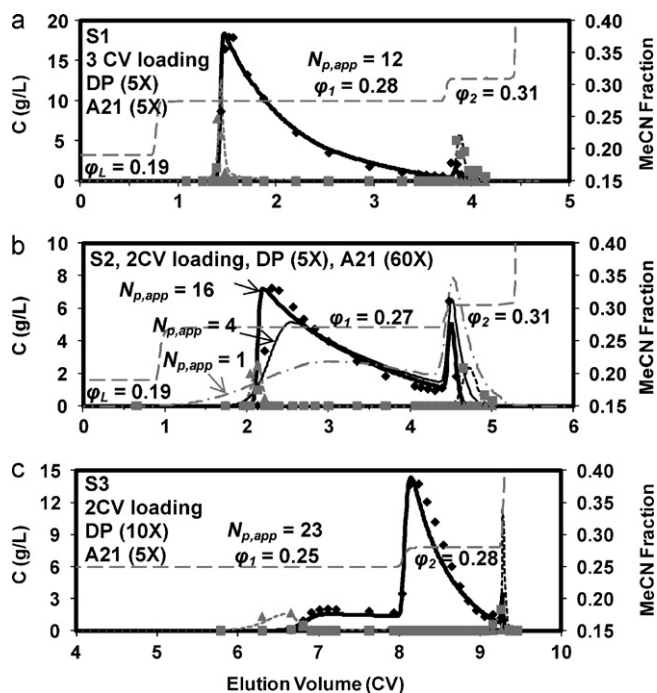 a
S1
3 CV loading
DP (5X)
A21 (5X)
Np,app = 12
φ1 = 0.28
φ2 = 0.31
φL = 0.19
C (g/L)
20
15
10
5
0
MeCN Fraction
0.40
0.35
0.30
0.25
0.20
0.15
0 1 2 3 4 5
b
S2, 2CV loading, DP (5X), A21 (60X)
Np,app = 16
Np,app = 4
Np,app = 1
φ1 = 0.27
φ2 = 0.31
φL = 0.19
C (g/L)
10
8
6
4
2
0
MeCN Fraction
0.40
0.35
0.30
0.25
0.20
0.15
0 1 2 3 4 5 6
c
S3
2CV loading
DP (10X)
A21 (5X)
Np,app = 23
φ1 = 0.25
φ2 = 0.28
C (g/L)
15
12
9
6
3
0
MeCN Fraction
0.40
0.35
0.30
0.25
0.20
0.15
4 5 6 7 8 9 10
Elution Volume (CV)